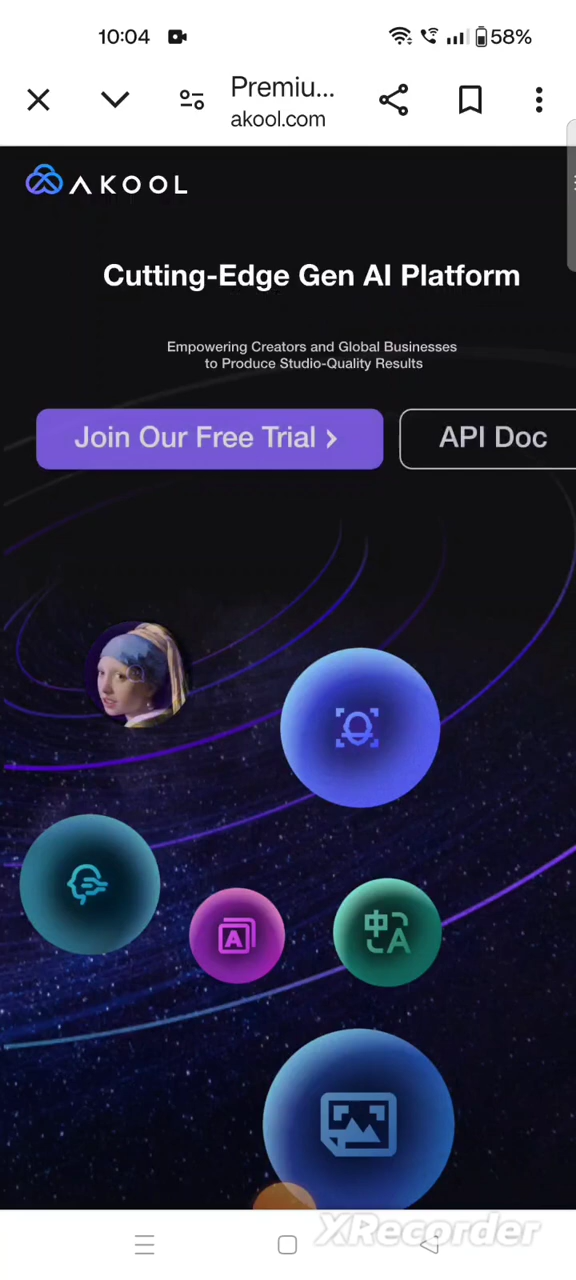 10:04
58%
Premiu...
akool.com
AKOOL
Cutting-Edge Gen AI Platform
Empowering Creators and Global Businesses
to Produce Studio-Quality Results
Join Our Free Trial >
API Doc
A
中
A
XRecorder